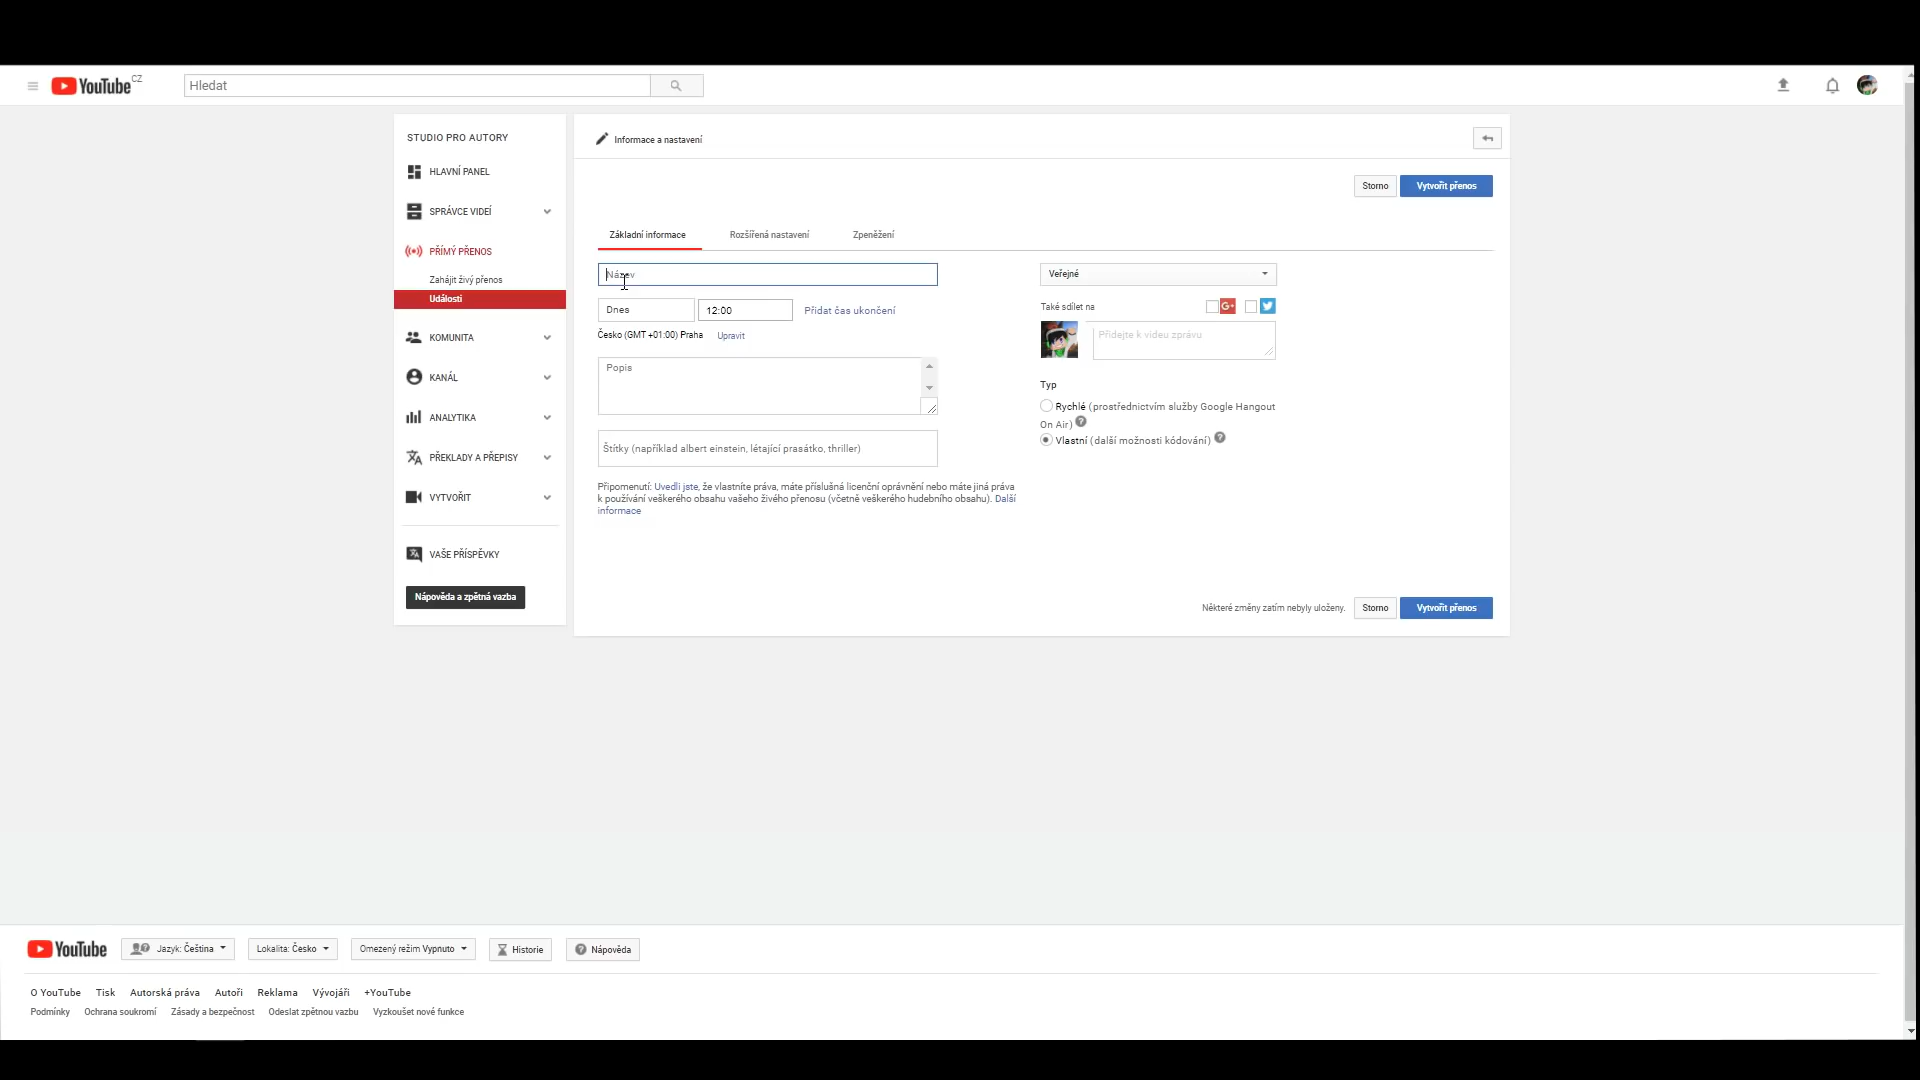 YouTube CZ
Hledat
STUDIO PRO AUTORY
HLAVNÍ PANEL
SPRÁVCE VIDEÍ
PŘÍMÝ PŘENOS
Zahájit živý přenos
Události
KOMUNITA
KANÁL
ANALYTIKA
PŘEKLADY A PŘEPISY
VYTVOŘIT
VAŠE PŘÍSPĚVKY
Nápověda a zpětná vazba
Informace a nastavení
Storno
Vytvořit přenos
Základní informace
Rozšířená nastavení
Zpeněžení
Název
Dnes
12:00
Přidat čas ukončení
Česko (GMT +01:00) Praha
Upravit
Popis
Štítky (například albert einstein, létající prasátko, thriller)
Připomenutí: Uvedli jste, že vlastníte práva, máte příslušná licenční oprávnění nebo máte jiná práva
k používání veškerého obsahu vašeho živého přenosu (včetně veškerého hudebního obsahu). Další
informace
Veřejné
Také sdílet na
G+
Přidejte k videu zprávu
Typ
Rychlé (prostřednictvím služby Google Hangout
On Air) ?
Vlastní (další možnosti kódování) ?
Některé změny zatím nebyly uloženy.
Storno
Vytvořit přenos
YouTube
Jazyk: Čeština
Lokalita: Česko
Omezený režim Vypnuto
Historie
Nápověda
O YouTube
Tisk
Autorská práva
Autoři
Reklama
Vývojáři
+YouTube
Podmínky
Ochrana soukromí
Zásady a bezpečnost
Odeslat zpětnou vazbu
Vyzkoušet nové funkce